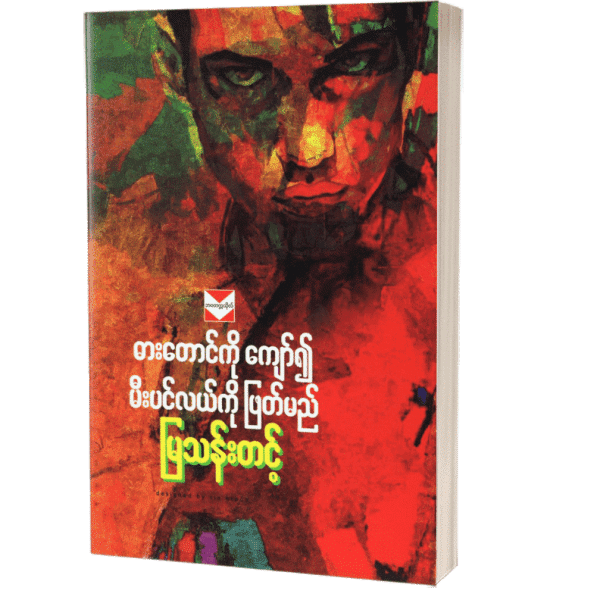 ဓားတောင်ကို ကျော်၍
မီးပင်လယ်ကို ဖြတ်မည်
မြသန်းတင့်